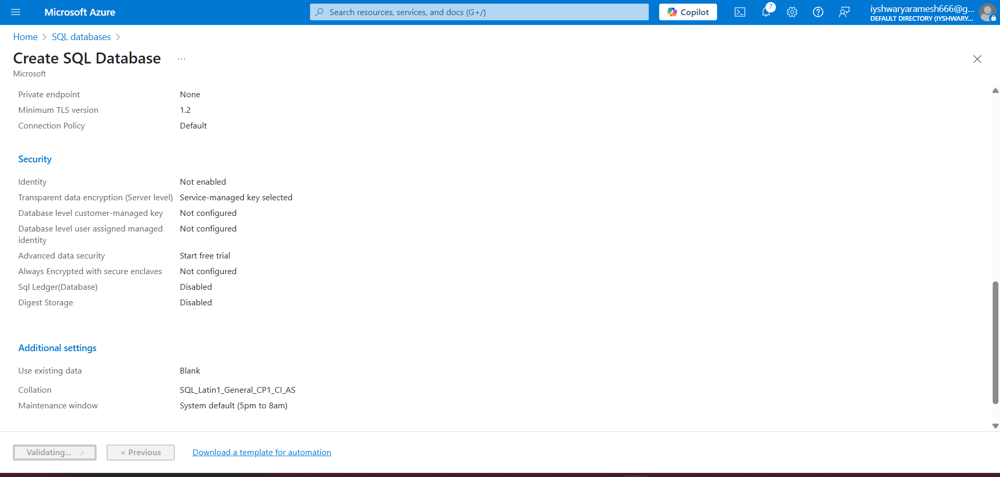 Microsoft Azure
Search resources, services, and docs (G+/)
Copilot
7
iyshwaryaramesh666@g...
DEFAULT DIRECTORY (IYSHWARY...
Home > SQL databases >
Create SQL Database ...
Microsoft
Private endpoint None
Minimum TLS version 1.2
Connection Policy Default
Security
Identity Not enabled
Transparent data encryption (Server level) Service-managed key selected
Database level customer-managed key Not configured
Database level user assigned managed Not configured
identity
Advanced data security Start free trial
Always Encrypted with secure enclaves Not configured
Sql Ledger(Database) Disabled
Digest Storage Disabled
Additional settings
Use existing data Blank
Collation SQL_Latin1_General_CP1_CI_AS
Maintenance window System default (5pm to 8am)
Validating... < Previous Download a template for automation